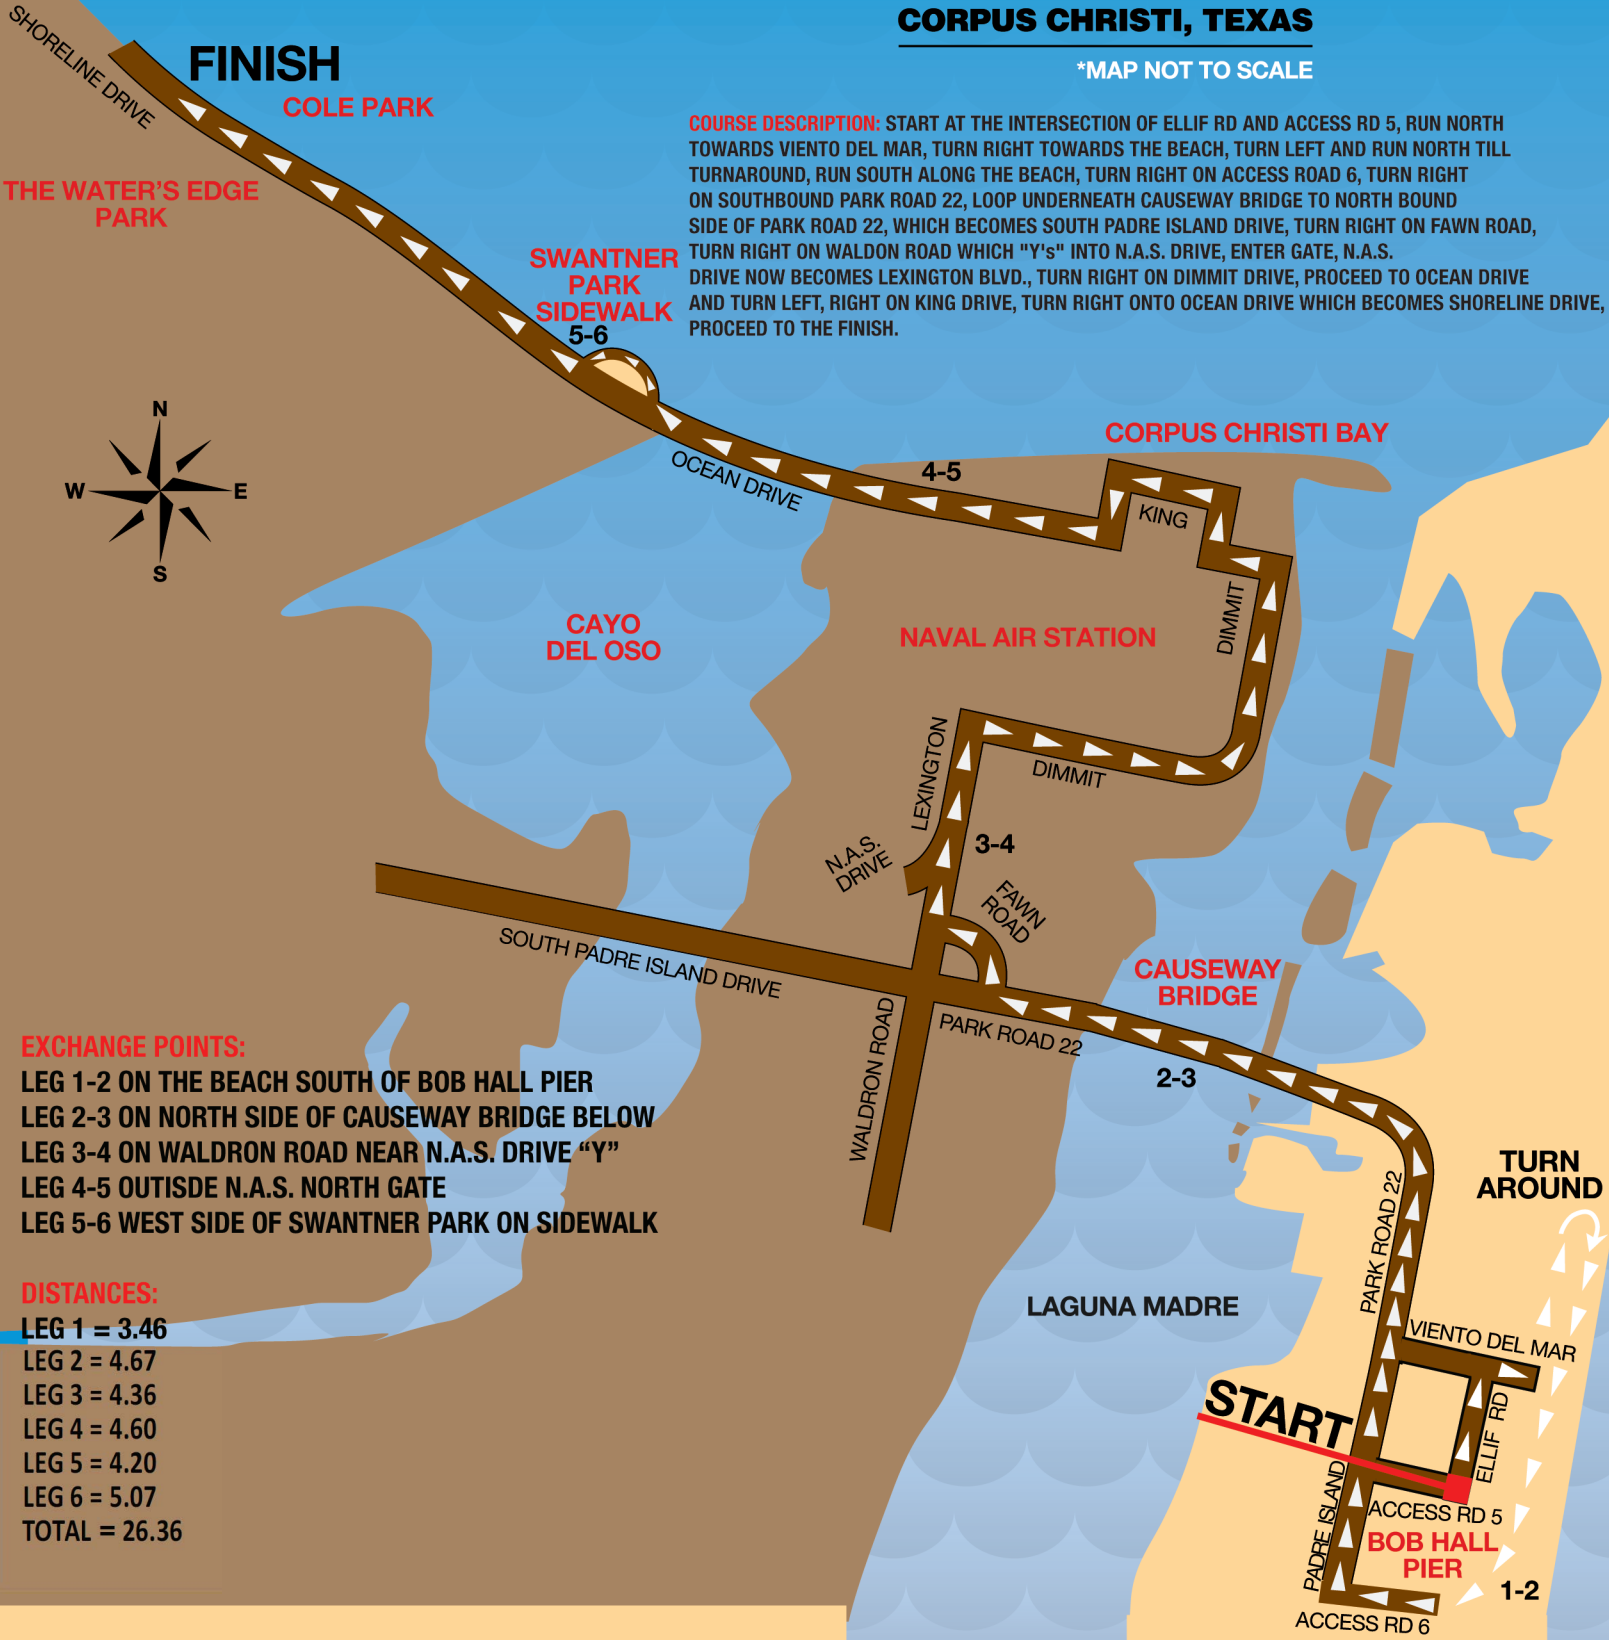 CORPUS CHRISTI, TEXAS
*MAP NOT TO SCALE
COURSE DESCRIPTION: START AT THE INTERSECTION OF ELLIF RD AND ACCESS RD 5, RUN NORTH
TOWARDS VIENTO DEL MAR, TURN RIGHT TOWARDS THE BEACH, TURN LEFT AND RUN NORTH TILL
TURNAROUND, RUN SOUTH ALONG THE BEACH, TURN RIGHT ON ACCESS ROAD 6, TURN RIGHT
ON SOUTHBOUND PARK ROAD 22, LOOP UNDERNEATH CAUSEWAY BRIDGE TO NORTH BOUND
SIDE OF PARK ROAD 22, WHICH BECOMES SOUTH PADRE ISLAND DRIVE, TURN RIGHT ON FAWN ROAD,
TURN RIGHT ON WALDON ROAD WHICH "Y's" INTO N.A.S. DRIVE, ENTER GATE, N.A.S.
DRIVE NOW BECOMES LEXINGTON BLVD., TURN RIGHT ON DIMMIT DRIVE, PROCEED TO OCEAN DRIVE
AND TURN LEFT, RIGHT ON KING DRIVE, TURN RIGHT ONTO OCEAN DRIVE WHICH BECOMES SHORELINE DRIVE,
PROCEED TO THE FINISH.
SHORELINE DRIVE
FINISH
COLE PARK
THE WATER'S EDGE
PARK
SWANTNER
PARK
SIDEWALK
5-6
N
W
E
S
OCEAN DRIVE
4-5
CORPUS CHRISTI BAY
KING
DIMMIT
CAYO
DEL OSO
NAVAL AIR STATION
LEXINGTON
DIMMIT
N.A.S.
DRIVE
3-4
FAWN
ROAD
SOUTH PADRE ISLAND DRIVE
WALDRON ROAD
PARK ROAD 22
CAUSEWAY
BRIDGE
2-3
EXCHANGE POINTS:
LEG 1-2 ON THE BEACH SOUTH OF BOB HALL PIER
LEG 2-3 ON NORTH SIDE OF CAUSEWAY BRIDGE BELOW
LEG 3-4 ON WALDRON ROAD NEAR N.A.S. DRIVE “Y”
LEG 4-5 OUTISDE N.A.S. NORTH GATE
LEG 5-6 WEST SIDE OF SWANTNER PARK ON SIDEWALK
DISTANCES:
LEG 1 = 3.46
LEG 2 = 4.67
LEG 3 = 4.36
LEG 4 = 4.60
LEG 5 = 4.20
LEG 6 = 5.07
TOTAL = 26.36
TURN
AROUND
PARK ROAD 22
LAGUNA MADRE
VIENTO DEL MAR
START
ELLIF RD
PADRE ISLAND
ACCESS RD 5
BOB HALL
PIER
1-2
ACCESS RD 6